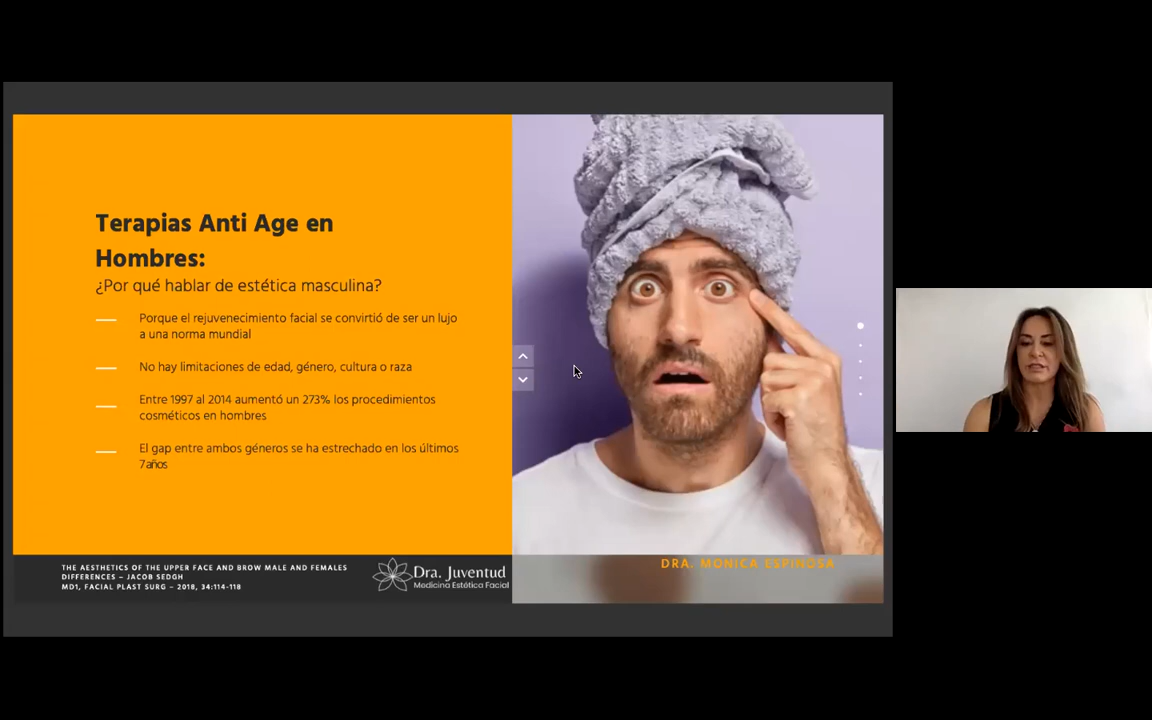 Terapias Anti Age en
Hombres:
¿Por qué hablar de estética masculina?
Porque el rejuvenecimiento facial se convirtió de ser un lujo
a una norma mundial
No hay limitaciones de edad, género, cultura o raza
Entre 1997 al 2014 aumentó un 273% los procedimientos
cosméticos en hombres
El gap entre ambos géneros se ha estrechado en los últimos
7años
THE AESTHETICS OF THE UPPER FACE AND BROW MALE AND FEMALES
DIFFERENCES – JACOB SEDGH
MD1, FACIAL PLAST SURG – 2018, 34:114-118
Dra. Juventud
Medicina Estética Facial
DRA. MONICA ESPINOSA